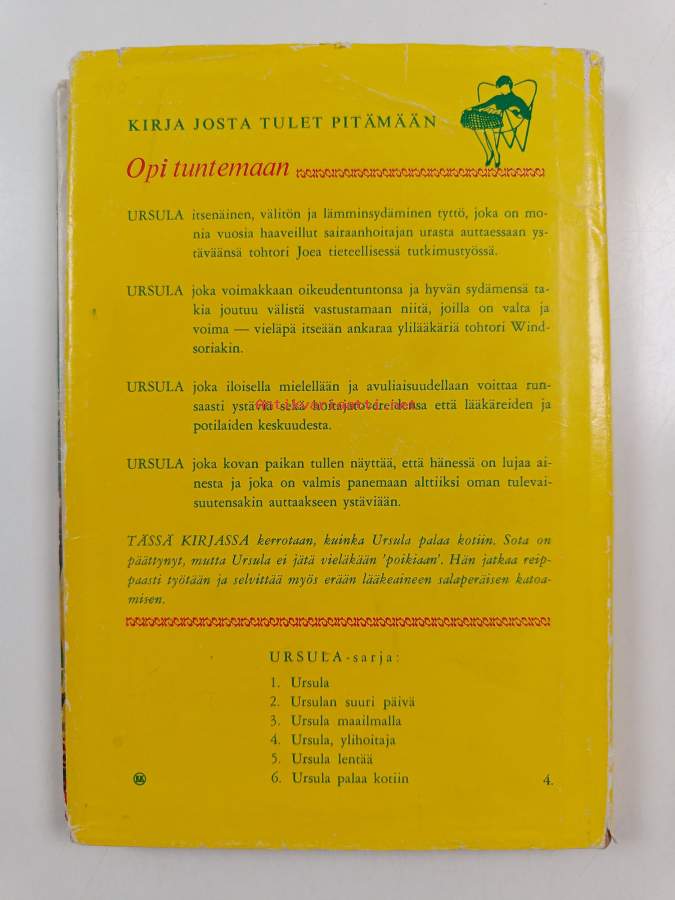 KIRJA JOSTA TULET PITÄMÄÄN
Opi tuntemaan
URSULA itsenäinen, välitön ja lämminsydäminen tyttö, joka on mo-
nia vuosia haaveillut sairaanhoitajan urasta auttaessaan ys-
täväänsä tohtori Joea tieteellisessä tutkimustyössä.
URSULA joka voimakkaan oikeudentuntonsa ja hyvän sydämensä ta-
kia joutuu välistä vastustamaan niitä, joilla on valta ja
voima — vieläpä itseään ankaraa ylilääkäriä tohtori Wind-
soriakin.
URSULA joka iloisella mielellään ja avuliaisuudellaan voittaa run-
saasti ystäviä sekä hoitajatovereidensa että lääkäreiden ja
Antikvariaatti.net
potilaiden keskuudesta.
URSULA joka kovan paikan tullen näyttää, että hänessä on lujaa ai-
nesta ja joka on valmis panemaan alttiiksi oman tulevai-
suutensakin auttaakseen ystäviään.
TÄSSÄ KIRJASSA kerrotaan, kuinka Ursula palaa kotiin. Sota on
päättynyt, mutta Ursula ei jätä vieläkään 'poikiaan'. Hän jatkaa reip-
paasti työtään ja selvittää myös erään lääkeaineen salaperäisen katoa-
misen.
URSULA-sarja:
1. Ursula
2. Ursulan suuri päivä
3. Ursula maailmalla
4. Ursula, ylihoitaja
5. Ursula lentää
6. Ursula palaa kotiin
4.